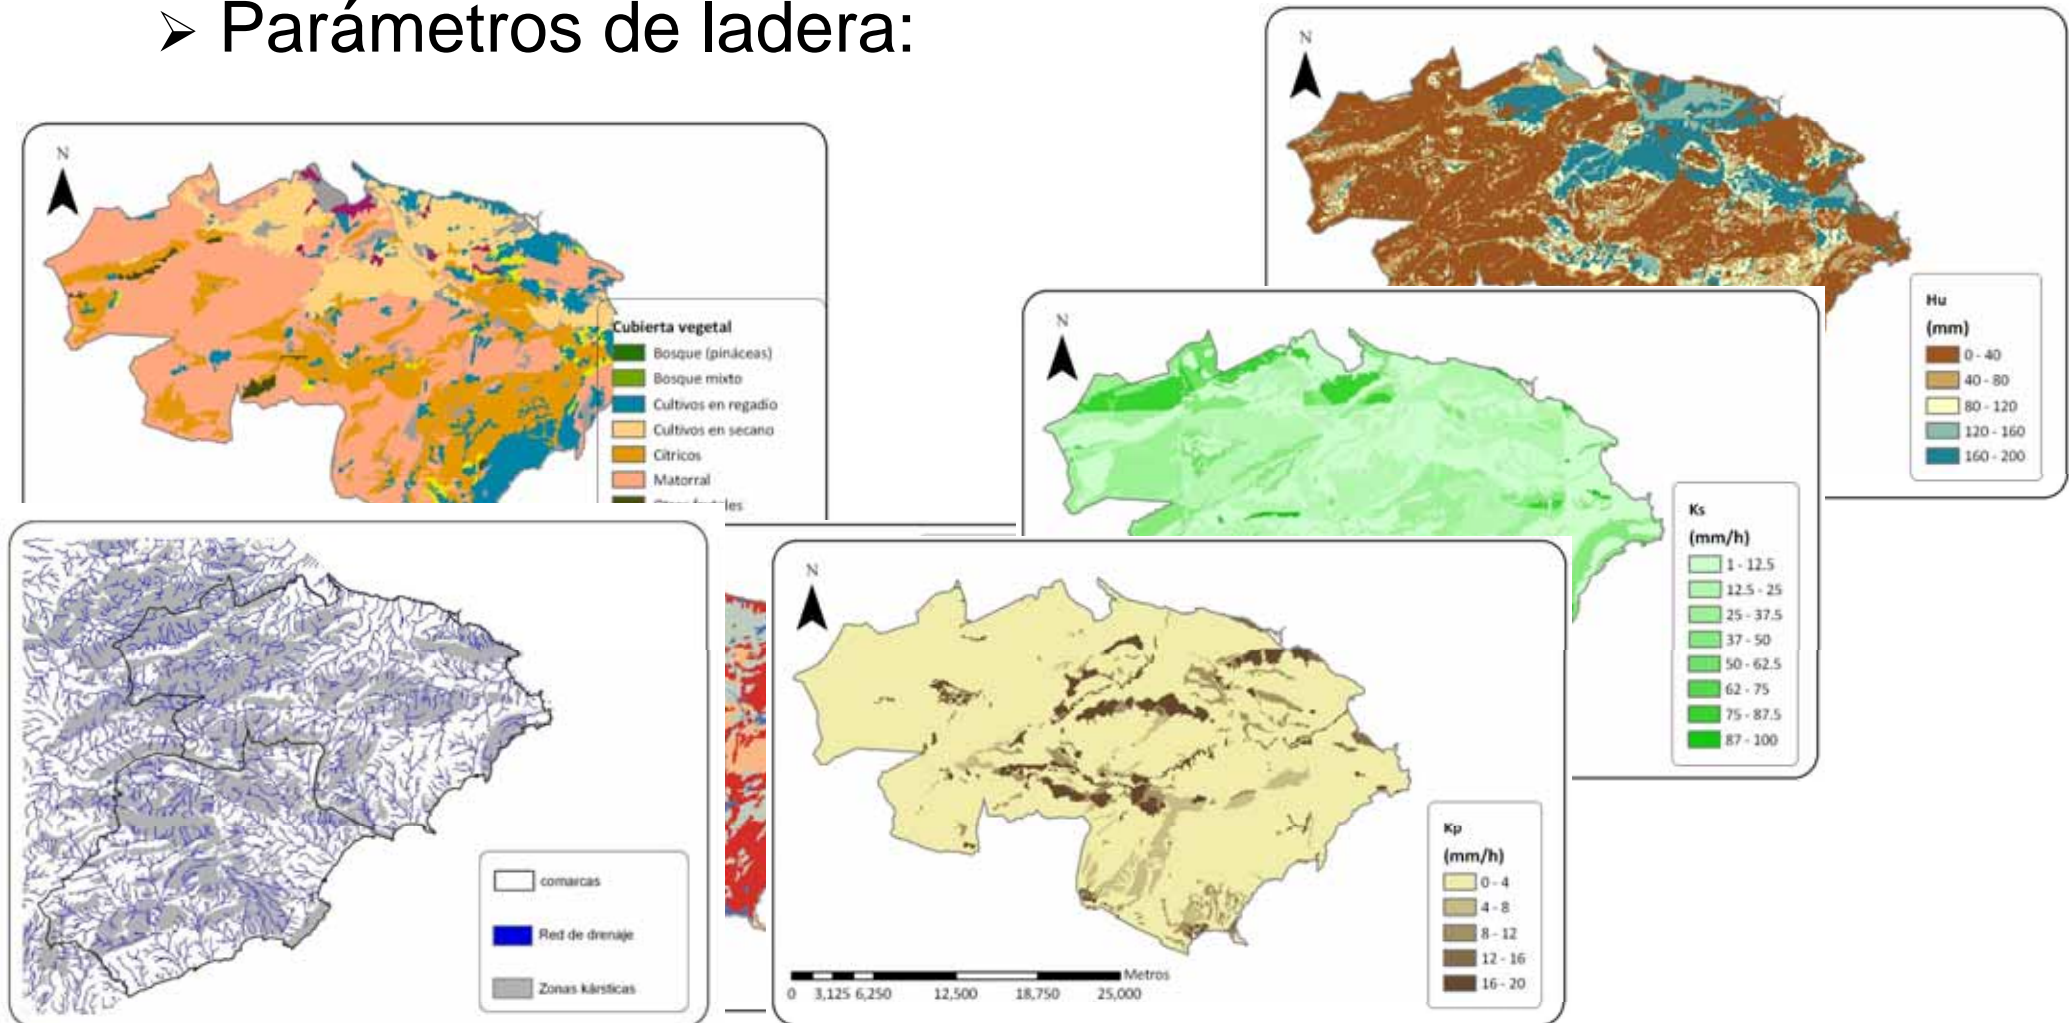 ➢ Parámetros de ladera:
N
Cubierta vegetal
Bosque (pináceas)
Bosque mixto
Cultivos en regadío
Cultivos en secano
Cítricos
Matorral
N
Hu
(mm)
0 - 40
40 - 80
80 - 120
120 - 160
160 - 200
N
Ks
(mm/h)
1 - 12.5
12.5 - 25
25 - 37.5
37 - 50
50 - 62.5
62 - 75
75 - 87.5
87 - 100
comarcas
Red de drenaje
Zonas kársticas
N
Kp
(mm/h)
0 - 4
4 - 8
8 - 12
12 - 16
16 - 20
Metros
0 3,125 6,250 12,500 18,750 25,000